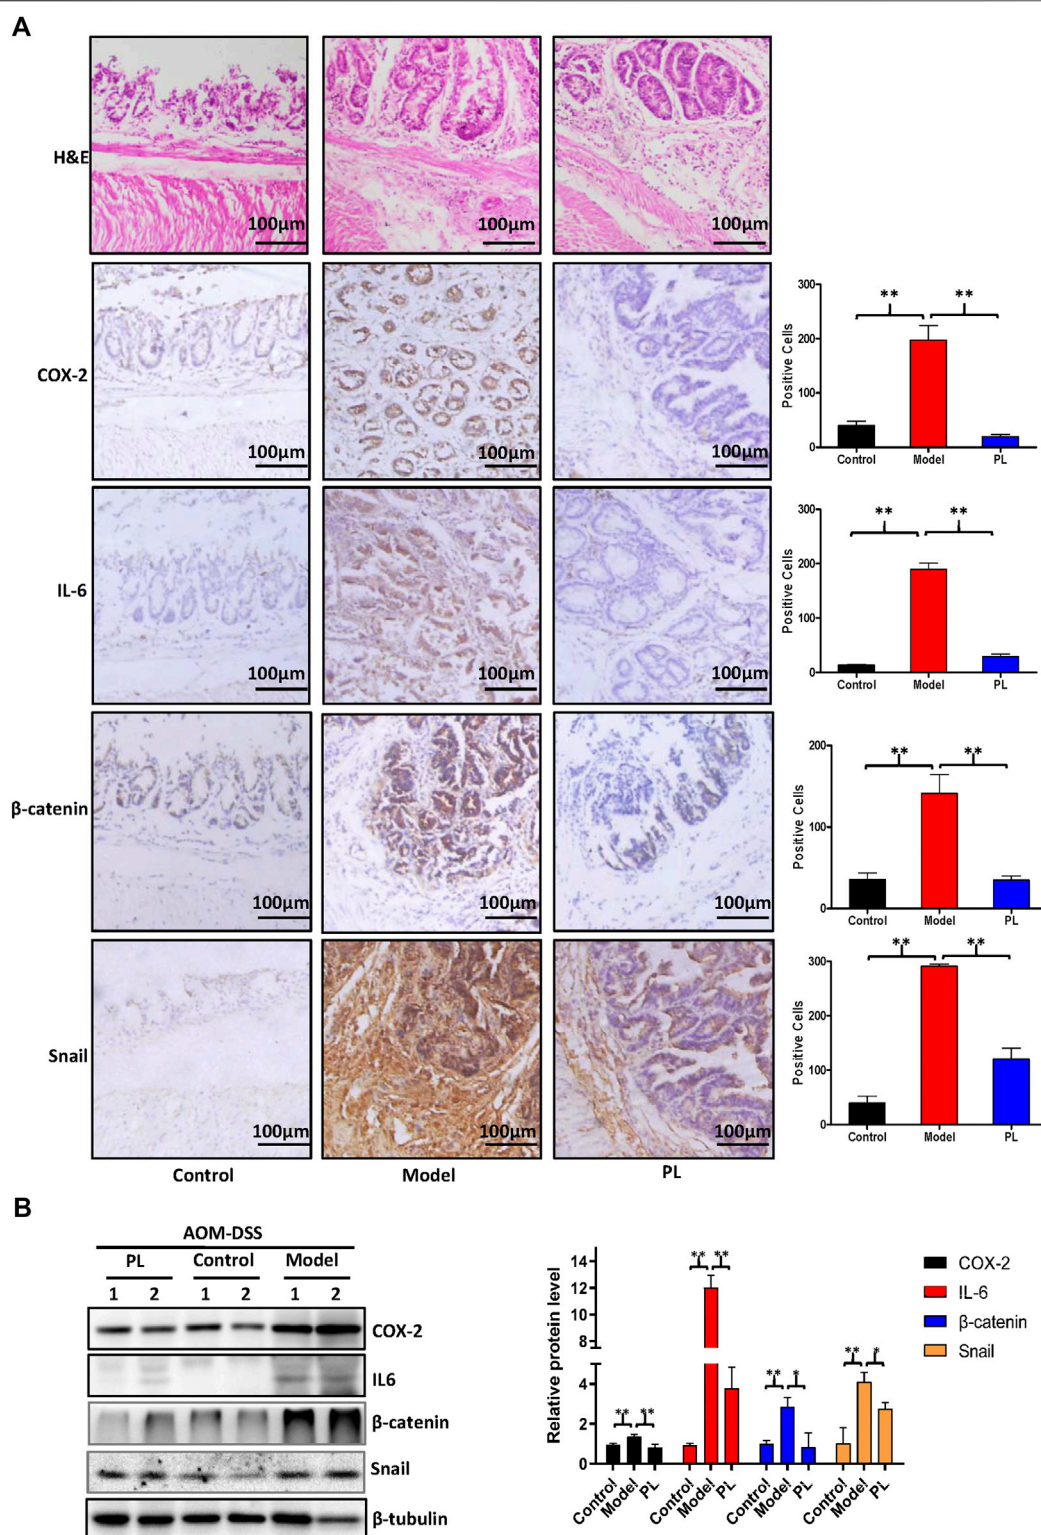 A
H&E
100μm 100μm 100μm
COX-2
100μm 100μm 100μm
300
200
100
0
Positive Cells
** **
Control Model PL
IL-6
100μm 100μm 100μm
300
200
100
0
Positive Cells
** **
Control Model PL
β-catenin
100μm 100μm 100μm
200
100
0
Positive Cells
** **
Control Model PL
Snail
100μm 100μm 100μm
300
200
100
0
Positive Cells
** **
Control Model PL
Control Model PL
B
AOM-DSS
PL Control Model
1 2 1 2 1 2
COX-2
IL6
β-catenin
Snail
β-tubulin
Relative protein level
14
12
10
8
6
4
2
0
** ** ** ** ** * ** *
Control Model PL Control Model PL Control Model PL Control Model PL
COX-2
IL-6
β-catenin
Snail